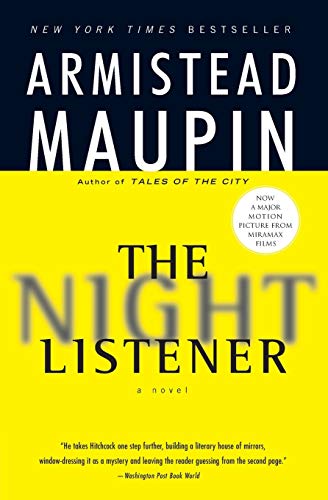 NEW YORK TIMES BESTSELLER
ARMISTEAD
MAUPIN
Author of TALES OF THE CITY
NOW
A MAJOR
MOTION
PICTURE FROM
MIRAMAX
FILMS
THE
NIGHT
LISTENER
a novel
"He takes Hitchcock one step further, building a literary house of mirrors,
window-dressing it as a mystery and leaving the reader guessing from the second page."
—Washington Post Book World